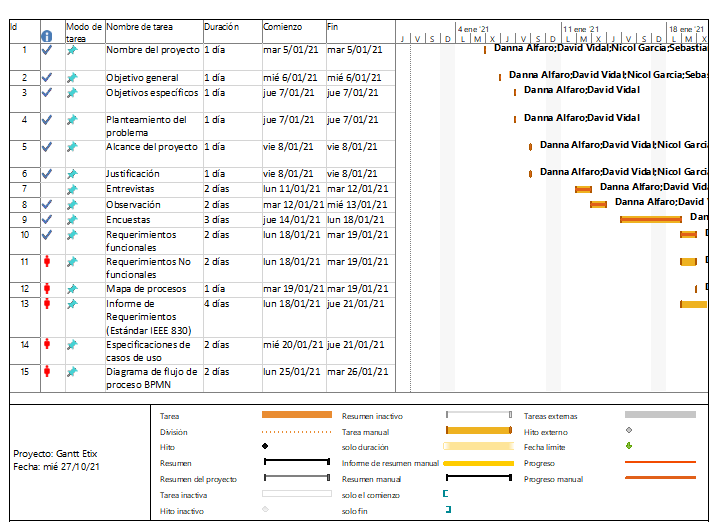 Id Modo de tarea Nombre de tarea Duración Comienzo Fin
4 ene '21 11 ene '21 18 ene '21
J V S D L M X J V S D L M X J V S D L M X
1 Nombre del proyecto 1 día mar 5/01/21 mar 5/01/21 Danna Alfaro;David Vidal;Nicol Garcia;Sebastia
2 Objetivo general 1 día mié 6/01/21 mié 6/01/21 Danna Alfaro;David Vidal;Nicol Garcia;Seba
3 Objetivos específicos 1 día jue 7/01/21 jue 7/01/21 Danna Alfaro;David Vidal
4 Planteamiento del problema 1 día jue 7/01/21 jue 7/01/21 Danna Alfaro;David Vidal
5 Alcance del proyecto 1 día vie 8/01/21 vie 8/01/21 Danna Alfaro;David Vidal;Nicol Garci
6 Justificación 1 día vie 8/01/21 vie 8/01/21 Danna Alfaro;David Vidal;Nicol Garci
7 Entrevistas 2 días lun 11/01/21 mar 12/01/21 Danna Alfaro;David Vida
8 Observación 2 días mar 12/01/21 mié 13/01/21 Danna Alfaro;David V
9 Encuestas 3 días jue 14/01/21 lun 18/01/21 Dan
10 Requerimientos funcionales 2 días lun 18/01/21 mar 19/01/21
11 Requerimientos No funcionales 2 días lun 18/01/21 mar 19/01/21
12 Mapa de procesos 1 día mar 19/01/21 mar 19/01/21
13 Informe de Requerimientos (Estándar IEEE 830) 4 días lun 18/01/21 jue 21/01/21
14 Especificaciones de casos de uso 2 días mié 20/01/21 jue 21/01/21
15 Diagrama de flujo de proceso BPMN 2 días lun 25/01/21 mar 26/01/21
Proyecto: Gantt Etix
Fecha: mié 27/10/21
Tarea Resumen inactivo Tareas externas
División Tarea manual Hito externo
Hito solo duración Fecha límite
Resumen Informe de resumen manual Progreso
Resumen del proyecto Resumen manual Progreso manual
Tarea inactiva solo el comienzo
Hito inactivo solo fin